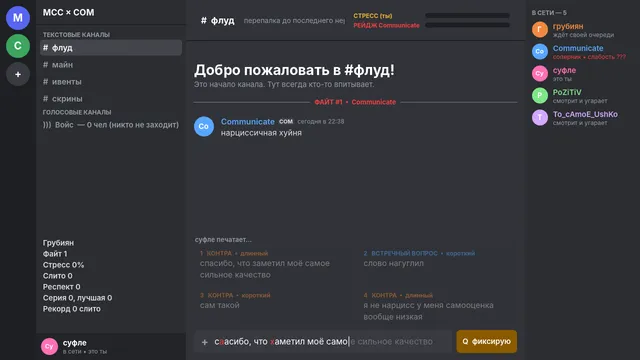 M
C
+
МСС × COM
ТЕКСТОВЫЕ КАНАЛЫ
# флуд
# майн
# ивенты
# скрины
ГОЛОСОВЫЕ КАНАЛЫ
))) Войс — 0 чел (никто не заходит)
Грубиян
Файт 1
Стресс 0%
Слито 0
Респект 0
Серия 0, лучшая 0
Рекорд 0 слито
Су
суфле
в сети • это ты
# флуд
перепалка до последнего
СТРЕСС (ты)
РЕЙДЖ Communicate
Добро пожаловать в #флуд!
Это начало канала. Тут всегда кто-то впитывает.
ФАЙТ #1 • Communicate
Co
Communicate COM сегодня в 22:38
нарциссичная хуйня
суфле печатает...
1 КОНТРА • длинный
спасибо, что заметил моё самое
сильное качество
2 ВСТРЕЧНЫЙ ВОПРОС • короткий
слово нагуглил
3 КОНТРА • короткий
сам такой
4 КОНТРА • длинный
я не нарцисс у меня самооценка
вообще низкая
+ саасибо, что хаметил моё само|е сильное качество
Q фиксирую
В СЕТИ — 5
Г
грубиян
ждёт своей очереди
Co
Communicate
соперник • слабость ???
Су
суфле
это ты
P
PoZiTiV
смотрит и угарает
T
To_cAmoE_UshKo
смотрит и угарает